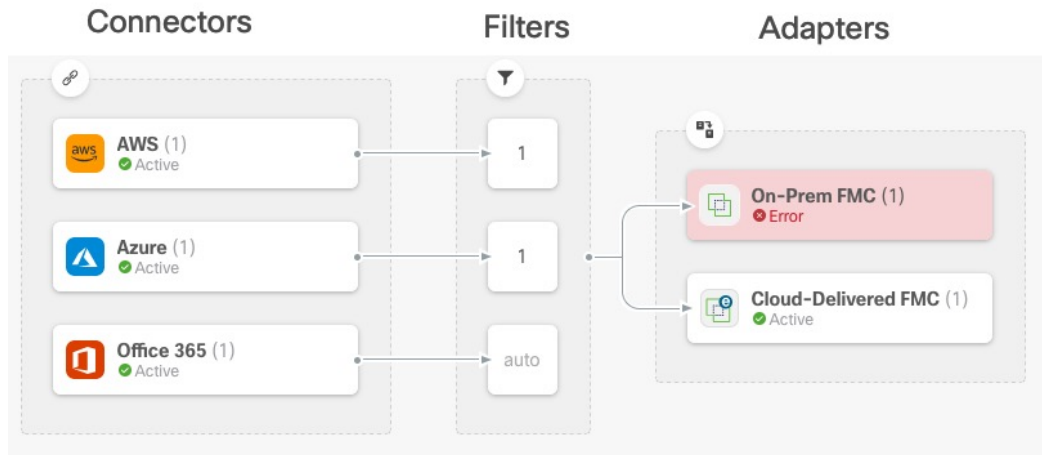 Connectors
Filters
Adapters
aws
AWS (1)
Active
1
Azure (1)
Active
1
Office 365 (1)
Active
auto
On-Prem FMC (1)
Error
e
Cloud-Delivered FMC (1)
Active